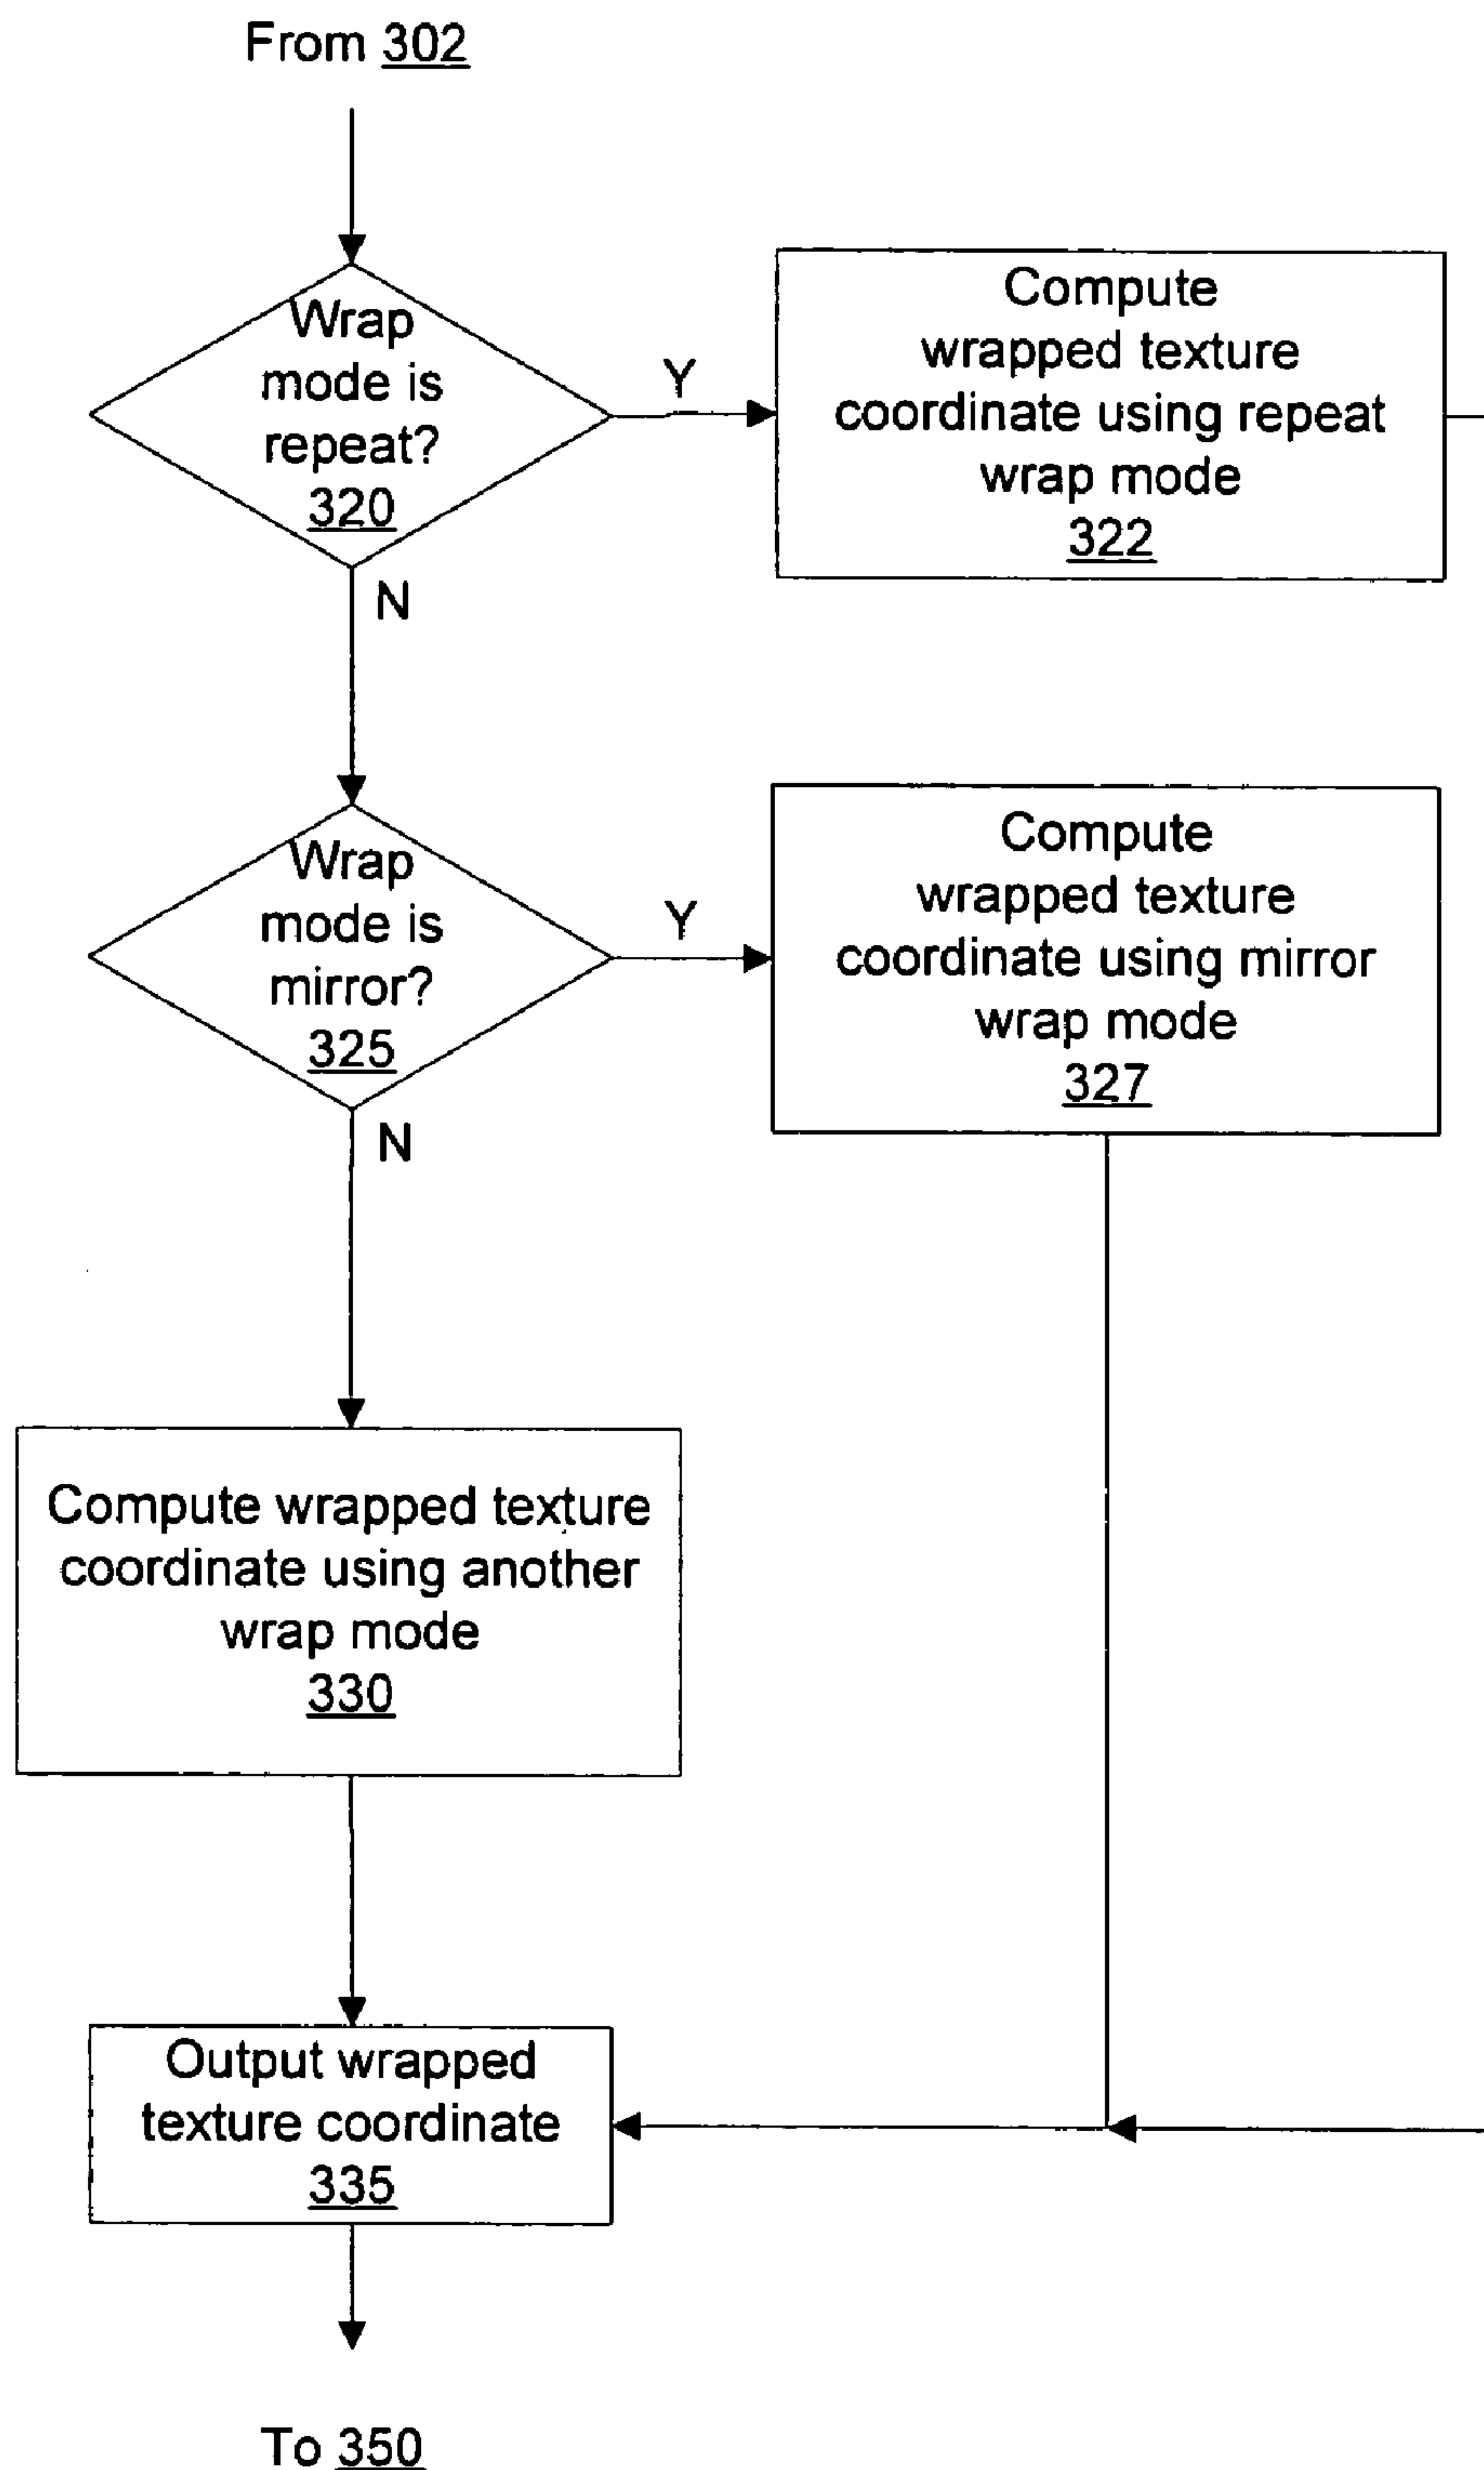 From 302
Wrap
mode is
repeat?
320
Y
Compute
wrapped texture
coordinate using repeat
wrap mode
322
N
Wrap
mode is
mirror?
325
Y
Compute
wrapped texture
coordinate using mirror
wrap mode
327
N
Compute wrapped texture
coordinate using another
wrap mode
330
Output wrapped
texture coordinate
335
To 350